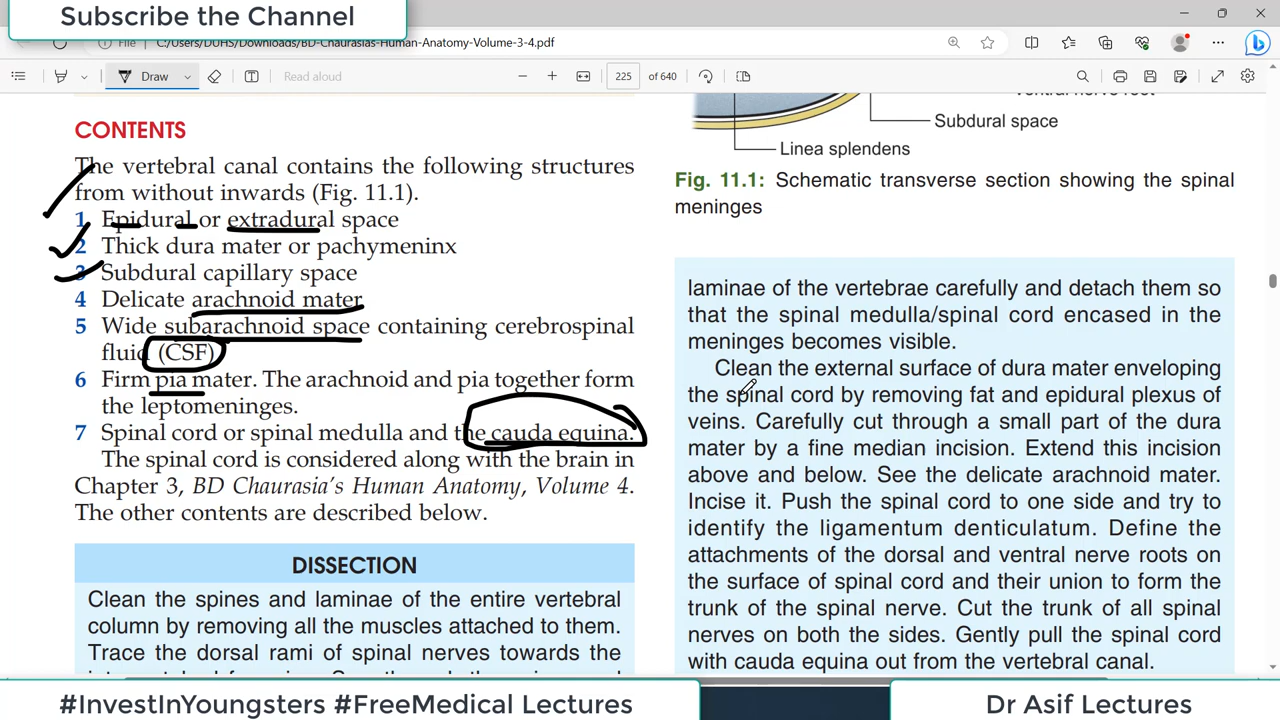 Subscribe the Channel
File
C:/Users/DUHS/Downloads/BD-Chaurasias-Human-Anatomy-Volume-3-4.pdf
Draw
Read aloud
225 of 640
CONTENTS
The vertebral canal contains the following structures
from without inwards (Fig. 11.1).
1 Epidural or extradural space
2 Thick dura mater or pachymeninx
3 Subdural capillary space
4 Delicate arachnoid mater
5 Wide subarachnoid space containing cerebrospinal
fluid (CSF)
6 Firm pia mater. The arachnoid and pia together form
the leptomeninges.
7 Spinal cord or spinal medulla and the cauda equina.
The spinal cord is considered along with the brain in
Chapter 3, BD Chaurasia's Human Anatomy, Volume 4.
The other contents are described below.
DISSECTION
Clean the spines and laminae of the entire vertebral
column by removing all the muscles attached to them.
Trace the dorsal rami of spinal nerves towards the
Subdural space
Linea splendens
Fig. 11.1: Schematic transverse section showing the spinal
meninges
laminae of the vertebrae carefully and detach them so
that the spinal medulla/spinal cord encased in the
meninges becomes visible.
Clean the external surface of dura mater enveloping
the spinal cord by removing fat and epidural plexus of
veins. Carefully cut through a small part of the dura
mater by a fine median incision. Extend this incision
above and below. See the delicate arachnoid mater.
Incise it. Push the spinal cord to one side and try to
identify the ligamentum denticulatum. Define the
attachments of the dorsal and ventral nerve roots on
the surface of spinal cord and their union to form the
trunk of the spinal nerve. Cut the trunk of all spinal
nerves on both the sides. Gently pull the spinal cord
with cauda equina out from the vertebral canal.
#InvestInYoungsters #FreeMedical Lectures
Dr Asif Lectures